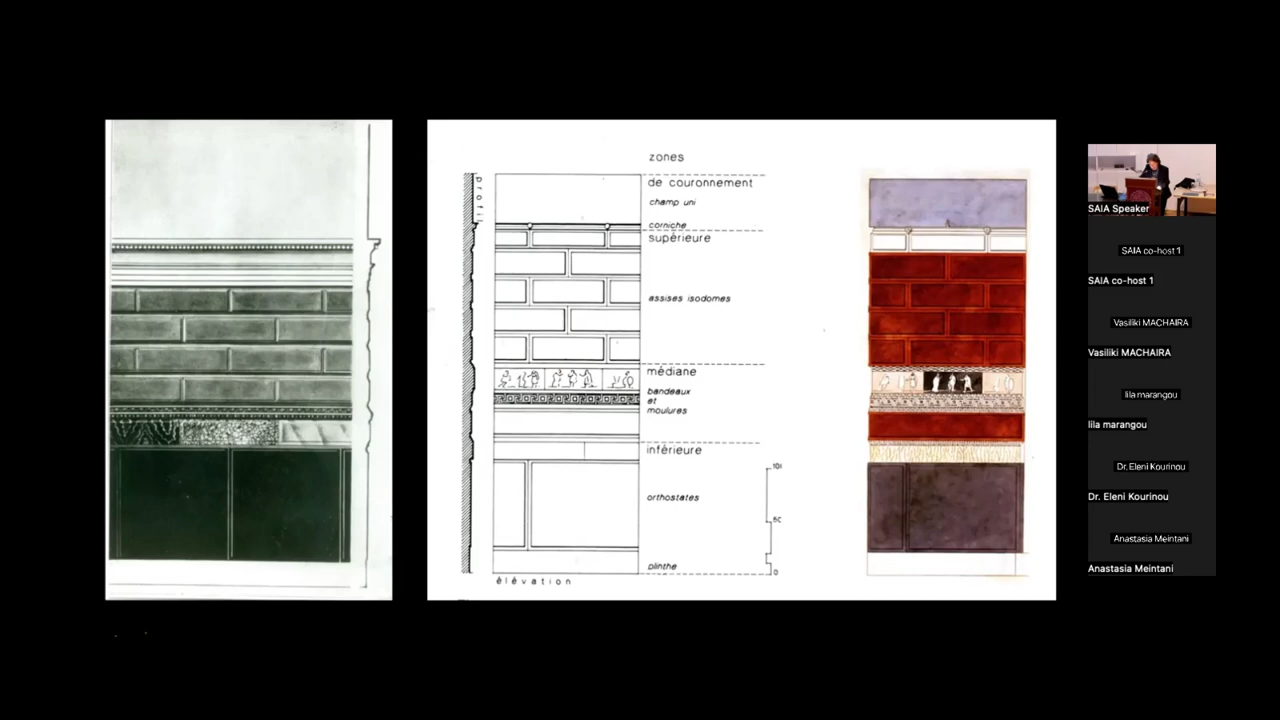 zones
profil
de couronnement
champ uni
corniche
supérieure
assises isodomes
médiane
bandeaux
et
moulures
inférieure
orthostates
plinthe
élévation
50
0
SAIA Speaker
SAIA co-host 1
SAIA co-host 1
Vasiliki MACHAIRA
Vasiliki MACHAIRA
lila marangou
lila marangou
Dr. Eleni Kourinou
Dr. Eleni Kourinou
Anastasia Meintani
Anastasia Meintani